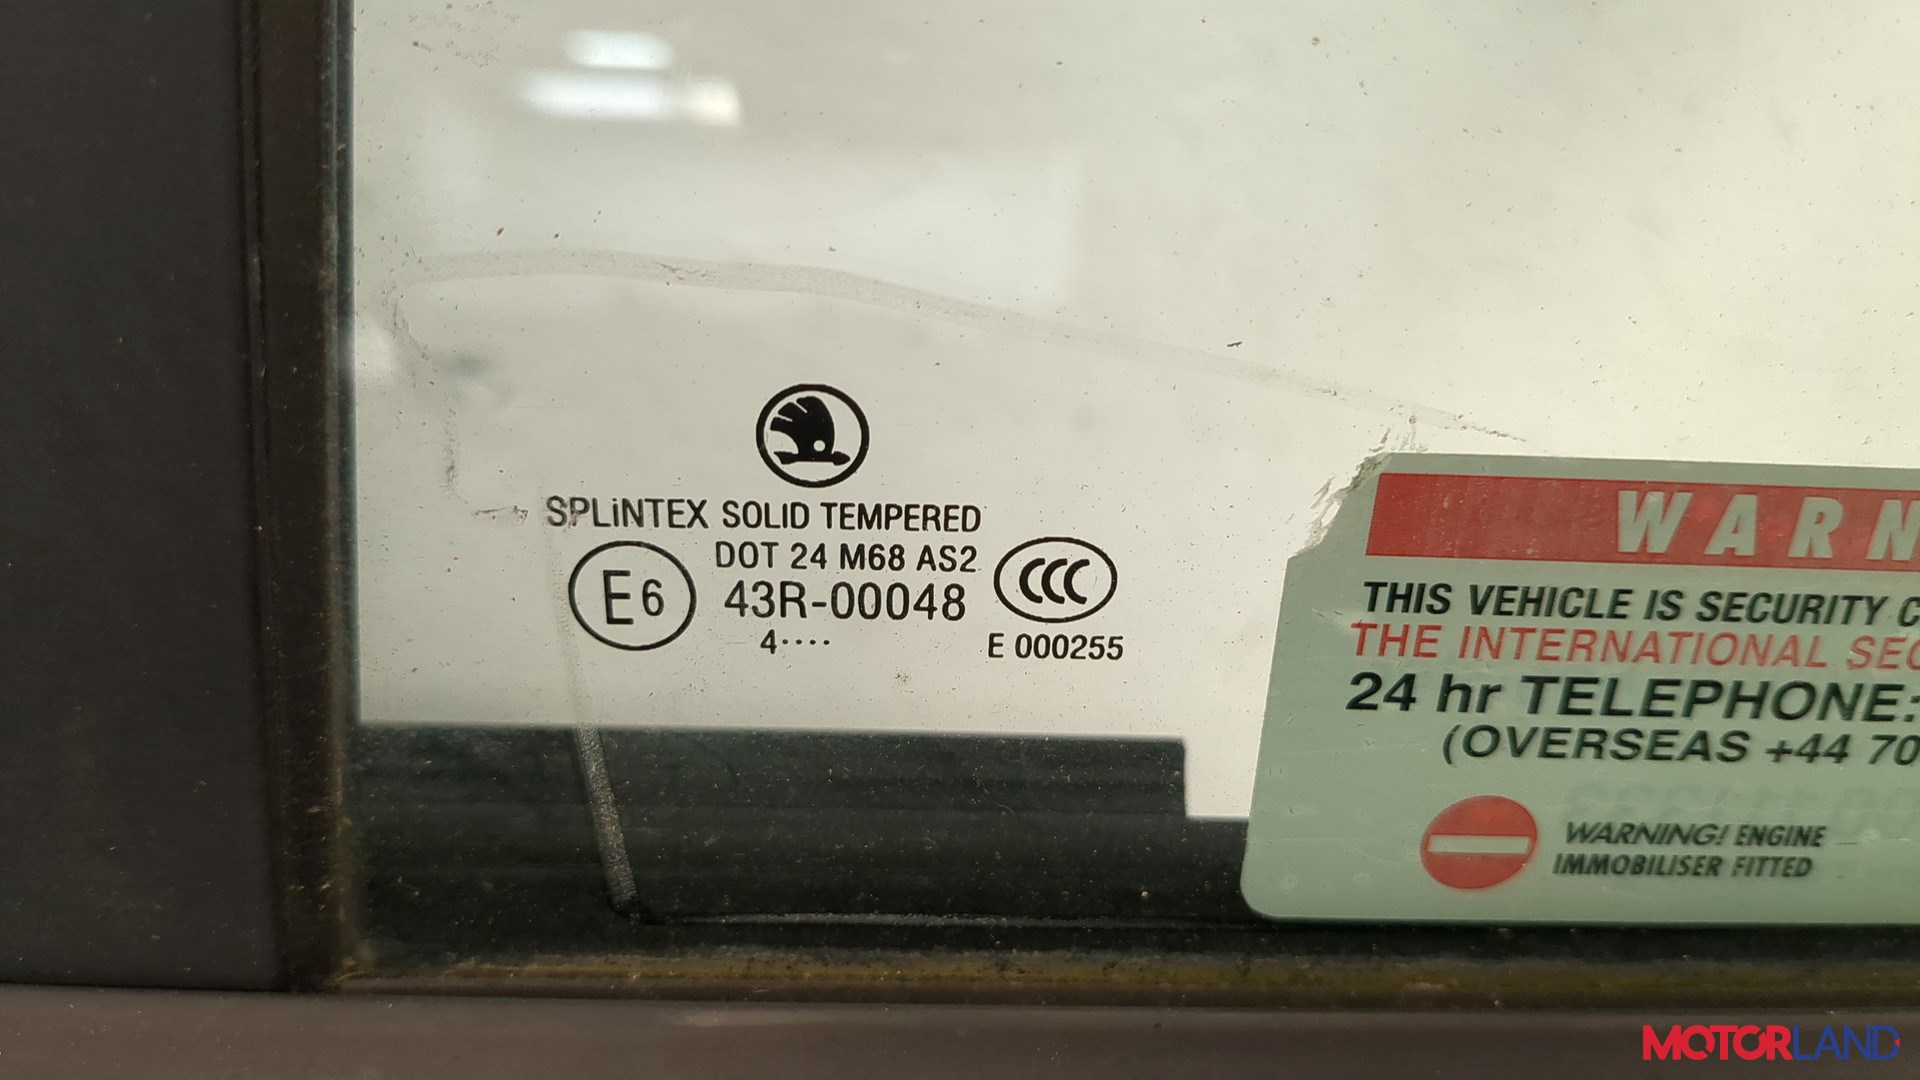 SPLiNTEX SOLID TEMPERED
DOT 24 M68 AS2
E6
43R-00048
4····
CCC
E 000255
WARN
THIS VEHICLE IS SECURITY C
THE INTERNATIONAL SEC
24 hr TELEPHONE:
(OVERSEAS +44 70
WARNING! ENGINE
IMMOBILISER FITTED
MOTORLAND